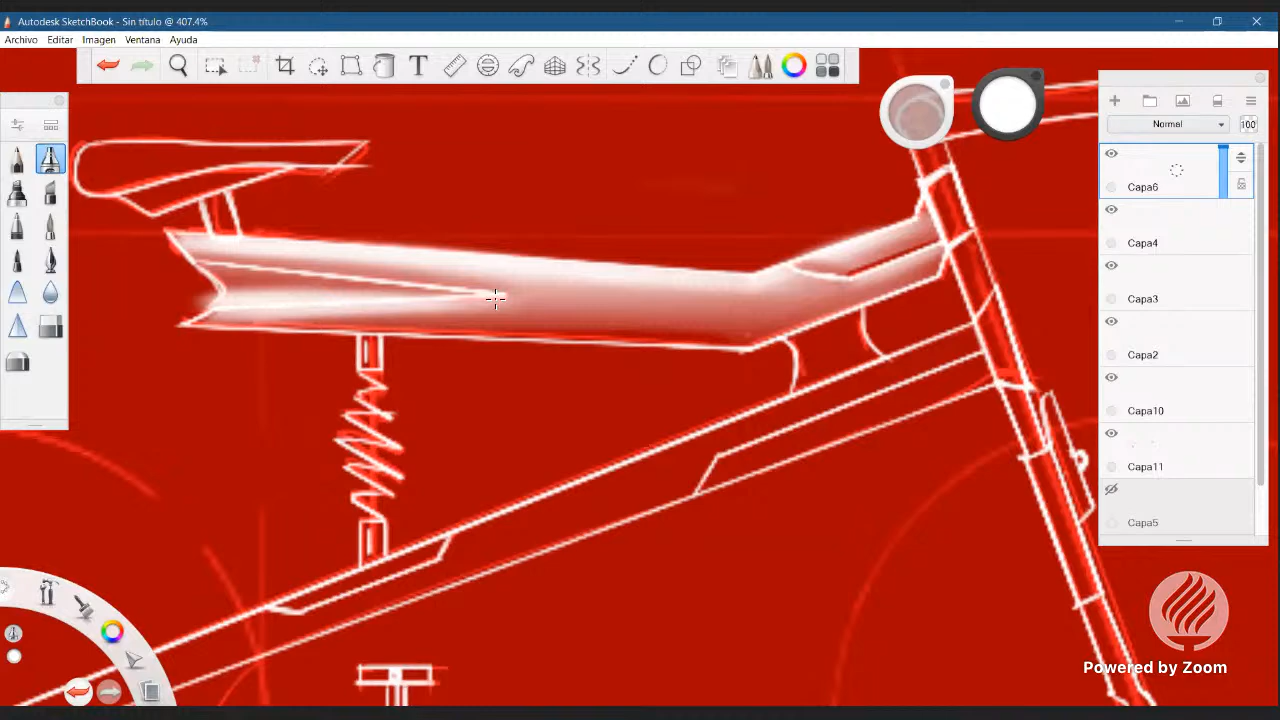 Autodesk SketchBook - Sin título @ 407.4%
Archivo Editar Imagen Ventana Ayuda
T
Normal
100
Capa6
Capa4
Capa3
Capa2
Capa10
Capa11
Capa5
Powered by Zoom